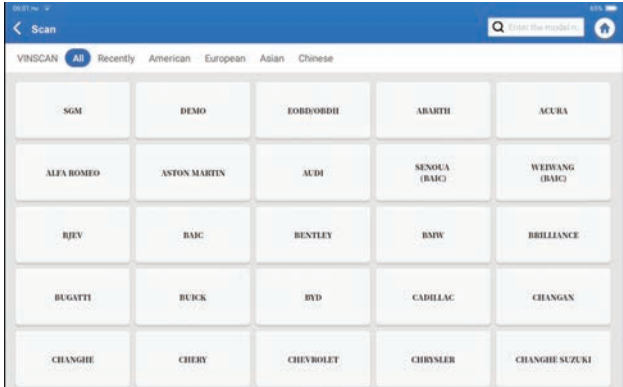 Scan
Enter the model n..
VINSCAN All Recently American European Asian Chinese
SGM DEMO EOBD/OBDII ABARTH ACURA
ALFA ROMEO ASTON MARTIN AUDI SENOUA (BAIC) WEIWANG (BAIC)
BJEV BAIC BENTLEY BMW BRILLIANCE
BUGATTI BUICK BYD CADILLAC CHANGAN
CHANGHE CHERY CHEVROLET CHRYSLER CHANGHE SUZUKI